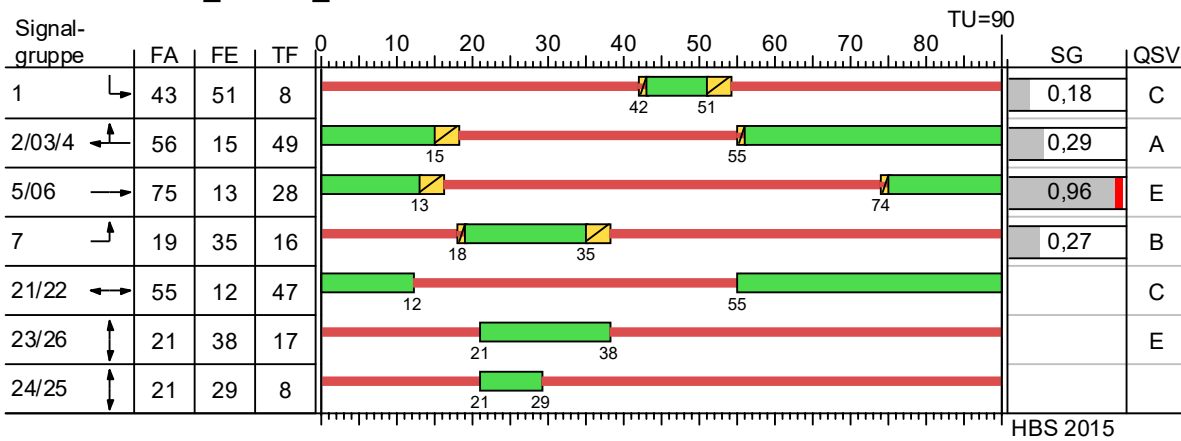 TU=90
Signal-
gruppe FA FE TF 0 10 20 30 40 50 60 70 80 SG QSV
1 43 51 8 42 51 0,18 C
2/03/4 56 15 49 15 55 0,29 A
5/06 75 13 28 13 74 0,96 E
7 19 35 16 18 35 0,27 B
21/22 55 12 47 12 55 C
23/26 21 38 17 21 38 E
24/25 21 29 8 21 29
HBS 2015